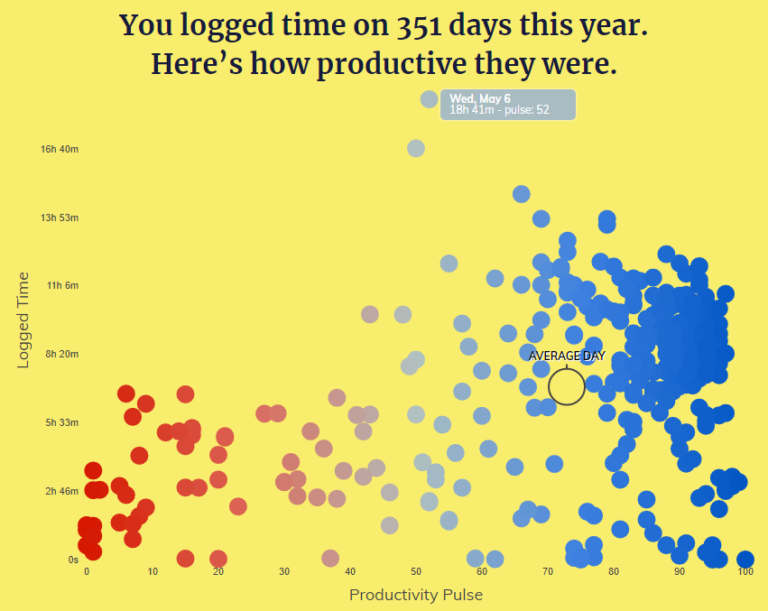 You logged time on 351 days this year.
Here's how productive they were.
Wed, May 6
18h 41m - pulse: 52
16h 40m
13h 53m
11h 6m
8h 20m
5h 33m
2h 46m
0s
Logged Time
AVERAGE DAY
0 10 20 30 40 50 60 70 80 90 100
Productivity Pulse